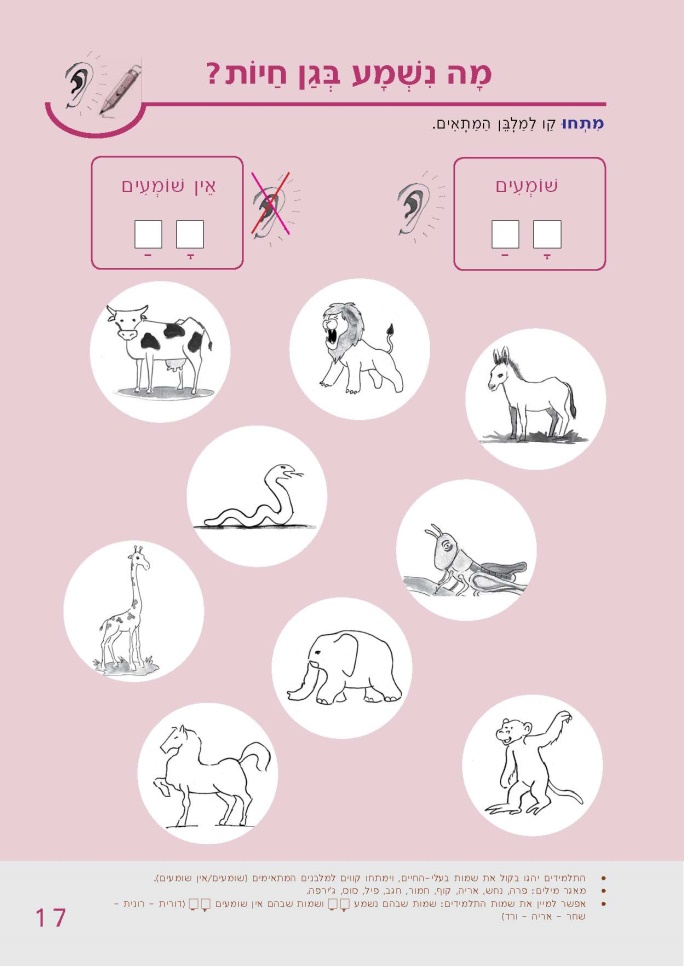 מָה נִשְׁמָע בְּגַן חַיּוֹת?
מִתְחוּ קַו לַמַּלְבֵּן הַמַּתְאִים.
שׁוֹמְעִים
אֵין שׁוֹמְעִים
• התלמידים יהגו בקול את שמות בעלי-החיים, וימתחו קווים למלבנים המתאימים (שומעים/אין שומעים).
• מאגר מילים: פרה, נחש, אריה, קוף, חמור, חגב, פיל, סוס, ג'ירפה.
• אפשר למיין את שמות התלמידים: שמות שבהם נשמע □ָ □ַ ושמות שבהם אין שומעים □ָ □ַ (דורית - רונית -
שחר - אריה - ורד)
17